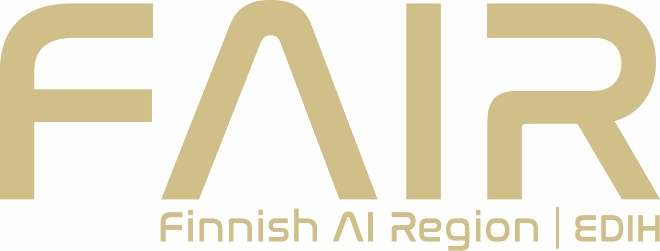 FAIR
Finnish AI Region | EDIH